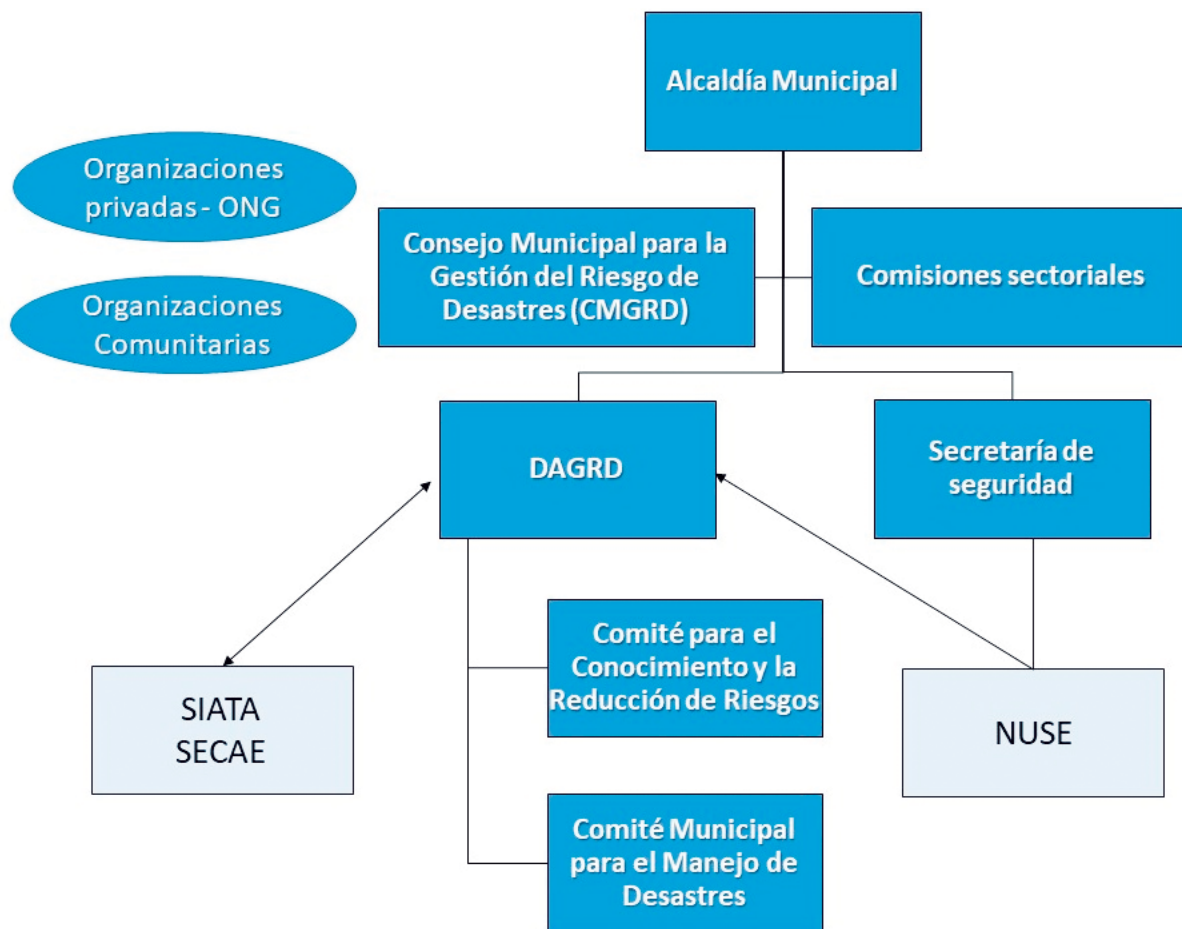 Alcaldía Municipal
Organizaciones
privadas - ONG
Organizaciones
Comunitarias
Consejo Municipal para la
Gestión del Riesgo de
Desastres (CMGRD)
Comisiones sectoriales
DAGRD
Secretaría de
seguridad
Comité para el
Conocimiento y la
Reducción de Riesgos
SIATA
SECAE
NUSE
Comité Municipal
para el Manejo de
Desastres